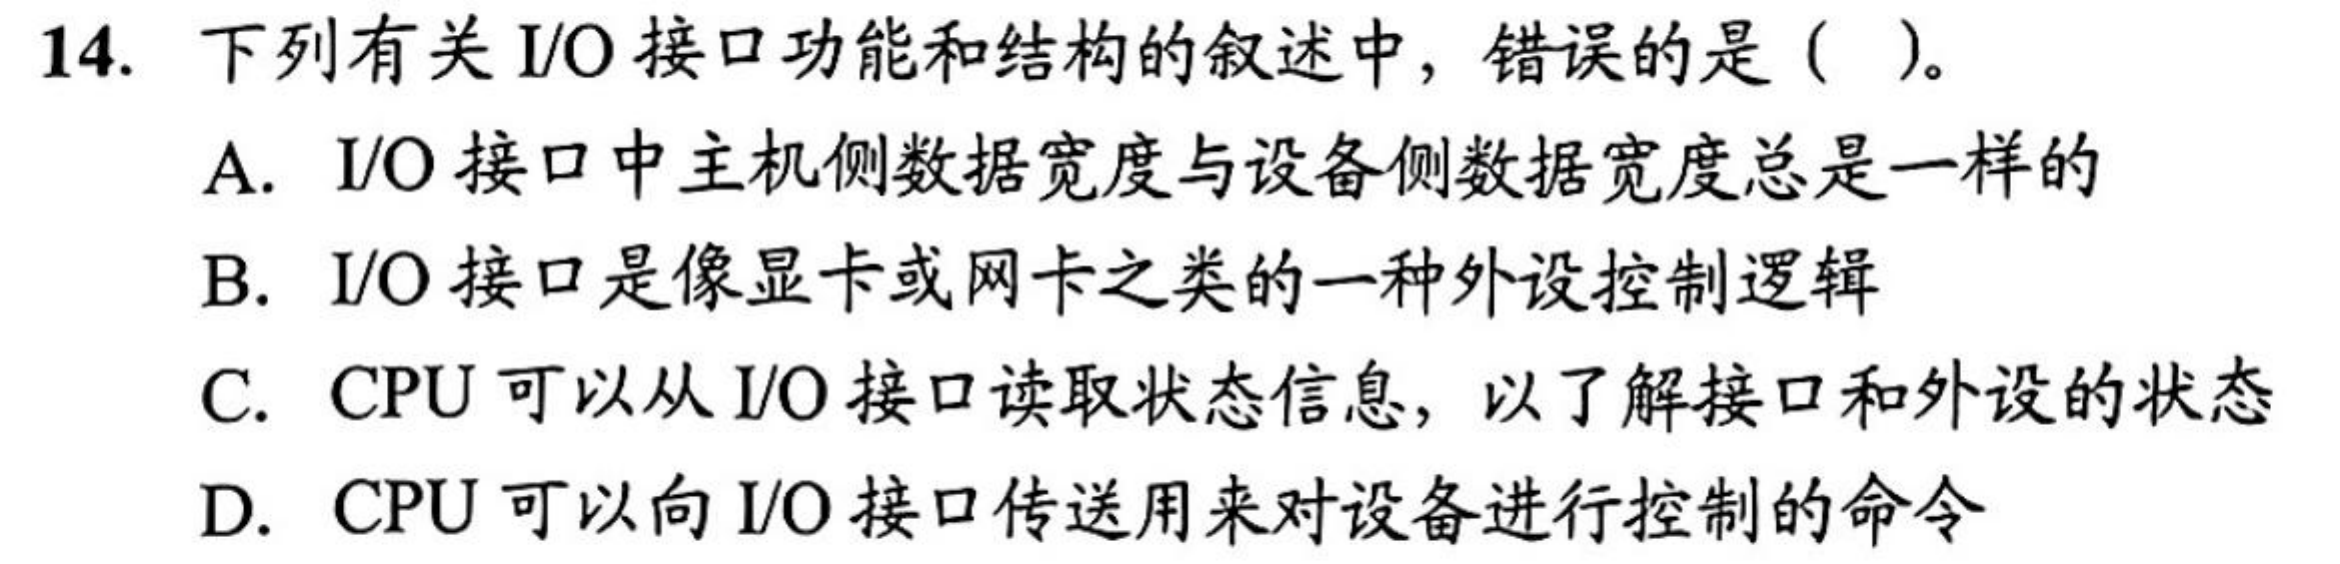 14. 下列有关 I/O 接口功能和结构的叙述中，错误的是（ ）。
A. I/O 接口中主机侧数据宽度与设备侧数据宽度总是一样的
B. I/O 接口是像显卡或网卡之类的一种外设控制逻辑
C. CPU 可以从 I/O 接口读取状态信息，以了解接口和外设的状态
D. CPU 可以向 I/O 接口传送用来对设备进行控制的命令